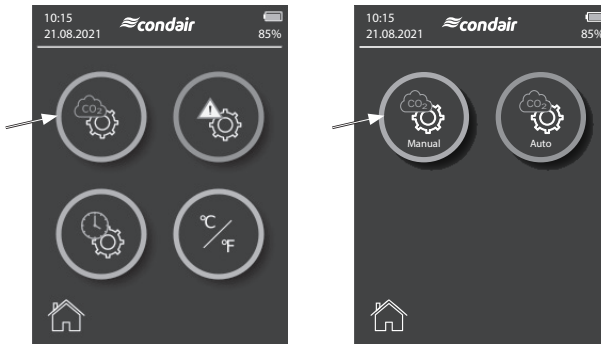 10:15
21.08.2021
condair
85%
CO2
!
°C
°F
10:15
21.08.2021
condair
85%
CO2
Manual
CO2
Auto